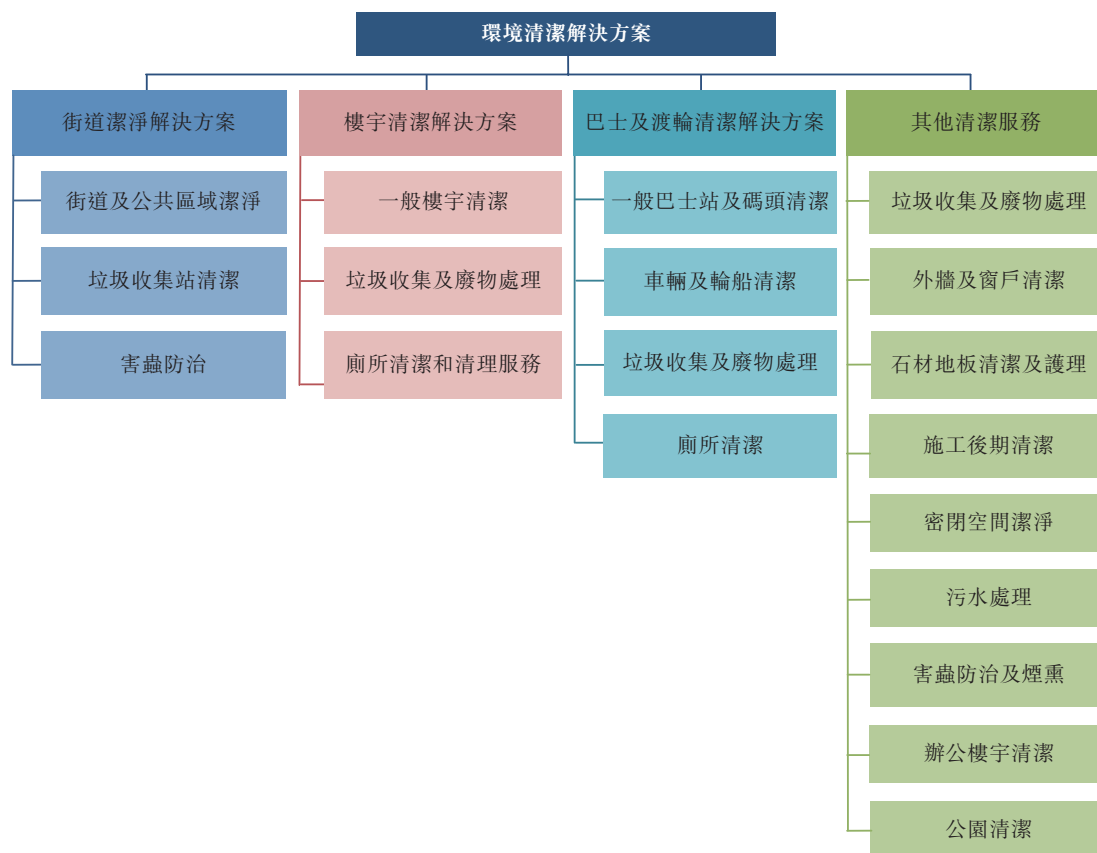 環境清潔解決方案
街道潔淨解決方案
街道及公共區域潔淨
垃圾收集站清潔
害蟲防治
樓宇清潔解決方案
一般樓宇清潔
垃圾收集及廢物處理
廁所清潔和清理服務
巴士及渡輪清潔解決方案
一般巴士站及碼頭清潔
車輛及輪船清潔
垃圾收集及廢物處理
廁所清潔
其他清潔服務
垃圾收集及廢物處理
外牆及窗戶清潔
石材地板清潔及護理
施工後期清潔
密閉空間潔淨
污水處理
害蟲防治及煙熏
辦公樓宇清潔
公園清潔